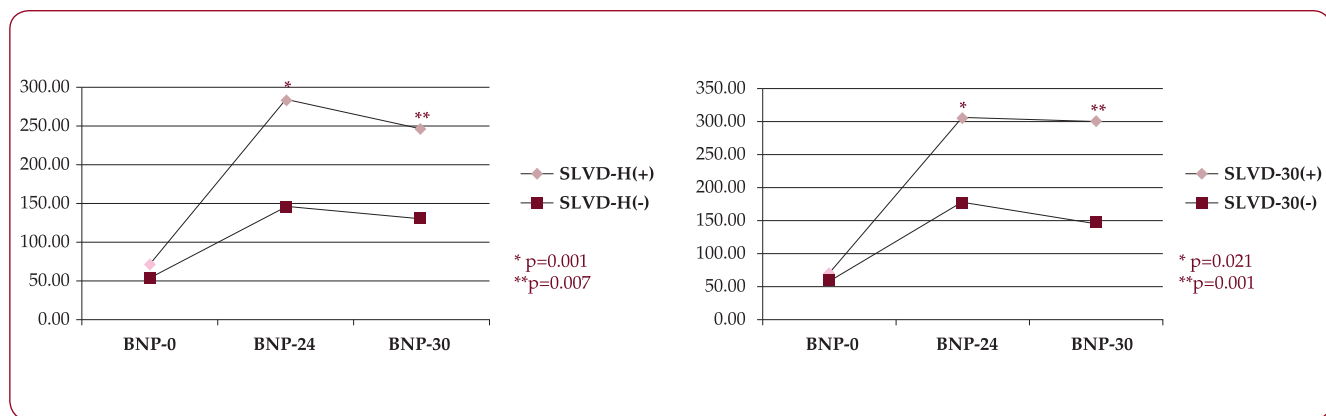 300.00
250.00
200.00
150.00
100.00
50.00
0.00
*
**
BNP-0
BNP-24
BNP-30
SLVD-H(+)
SLVD-H(-)
* p=0.001
**p=0.007
350.00
300.00
250.00
200.00
150.00
100.00
50.00
0.00
*
**
BNP-0
BNP-24
BNP-30
SLVD-30(+)
SLVD-30(-)
* p=0.021
**p=0.001